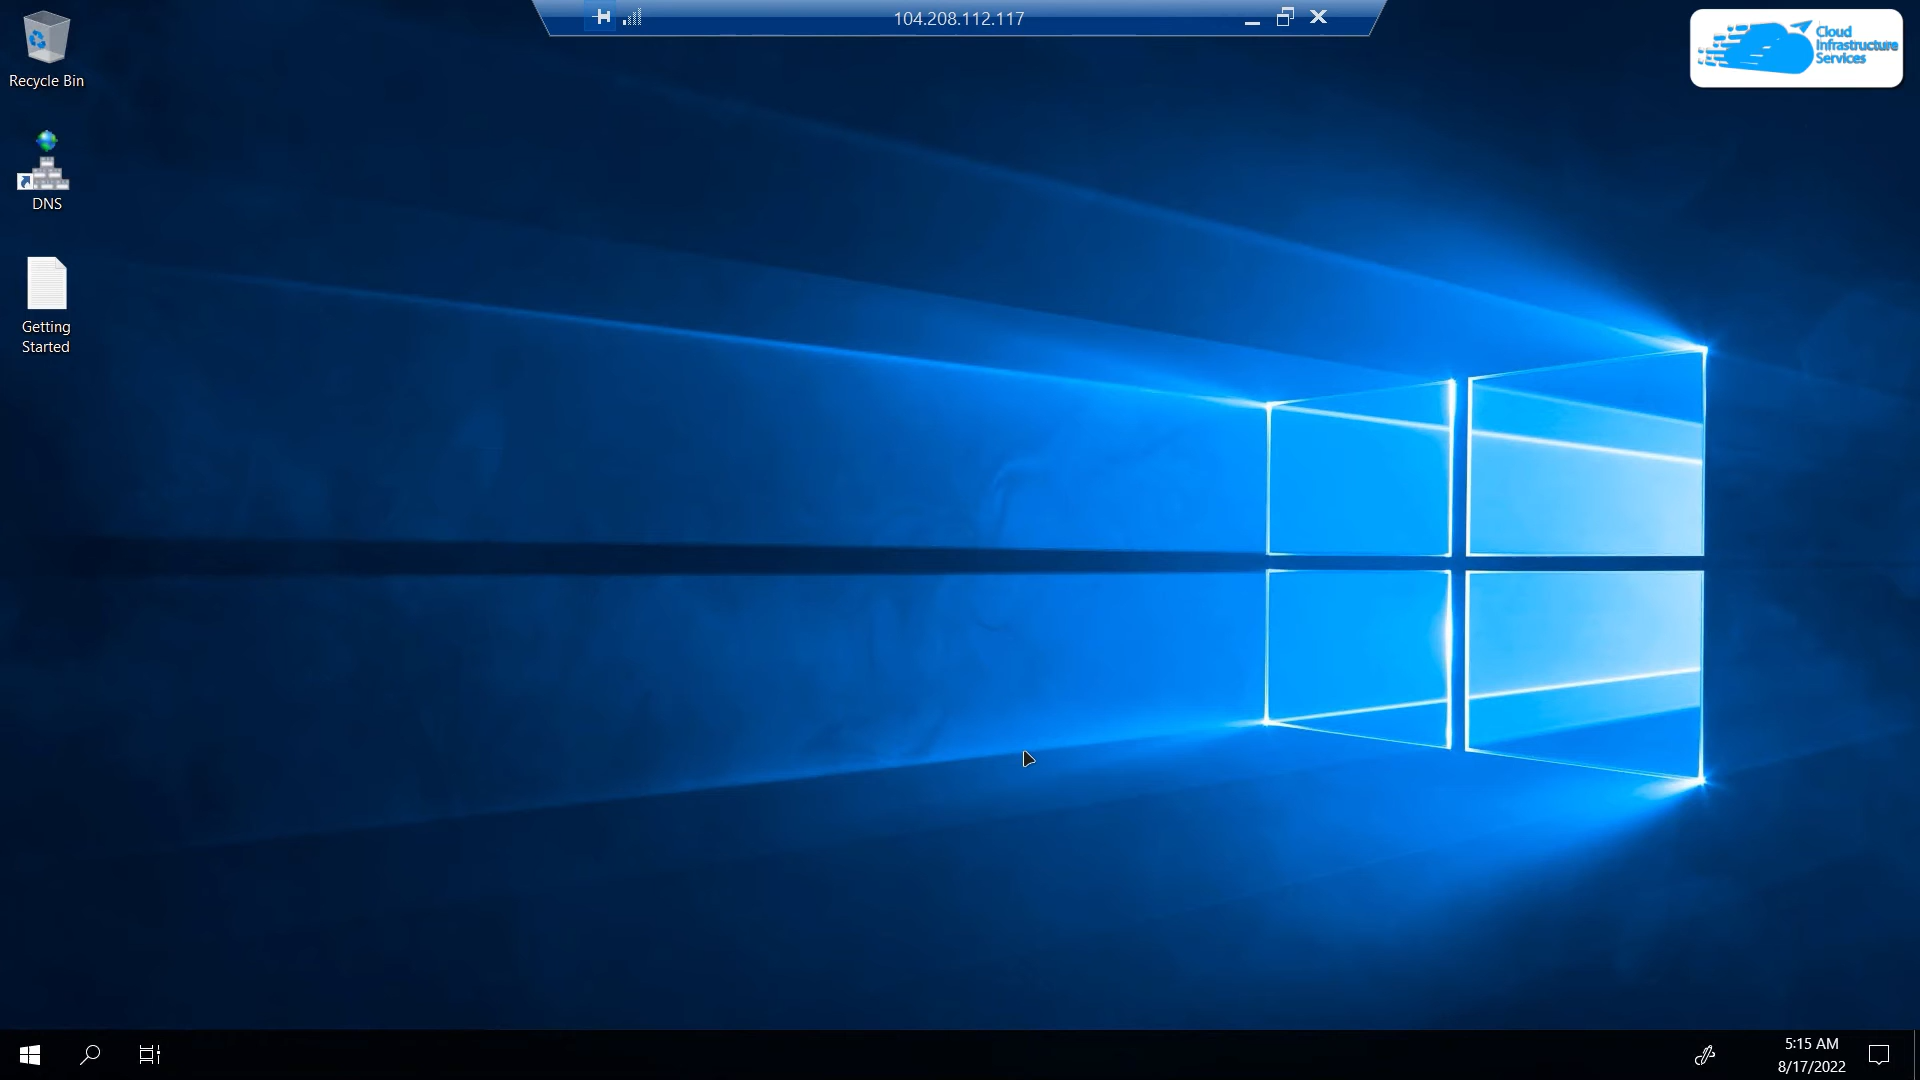 104.208.112.117
Cloud
Infrastructure
Services
Recycle Bin
DNS
Getting
Started
5:15 AM
8/17/2022